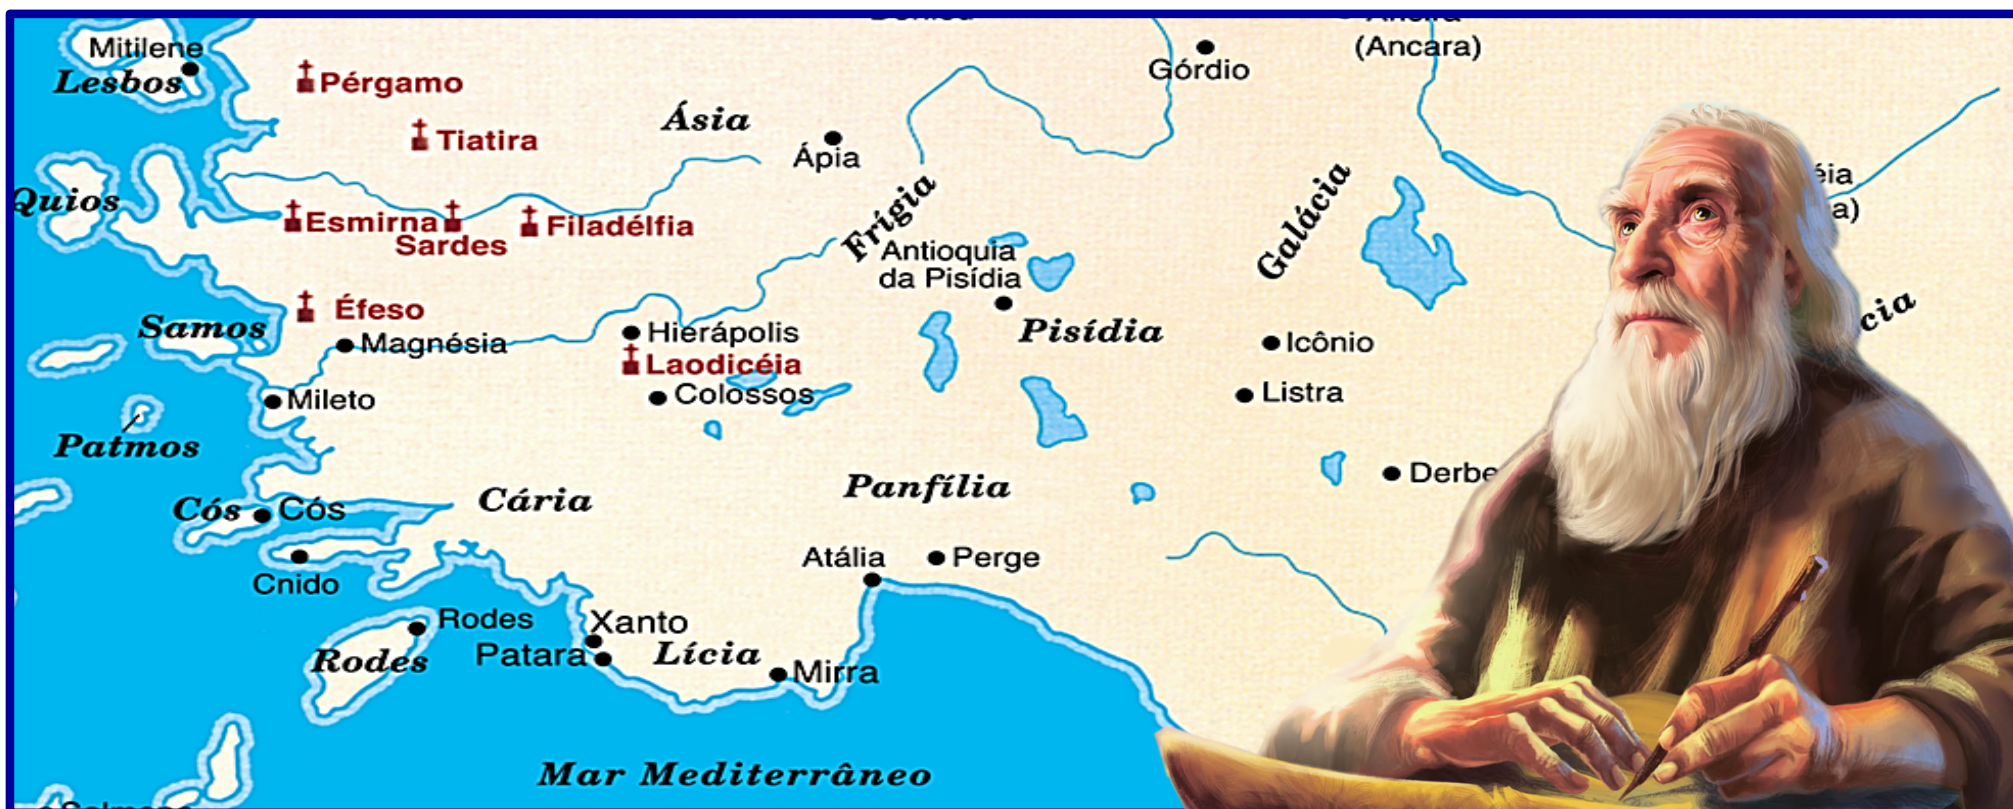 (Ancara)
Mitilene
Lesbos
Górdio
Pérgamo
Ásia
Tiatira
Ápia
Quios
Frígia
Galácia
Esmirna
Sardes
Filadélfia
Antioquia
da Pisídia
Éfeso
Samos
Magnésia
Hierápolis
Laodicéia
Colossos
Pisídia
Icônio
Listra
Mileto
Patmos
Derbe
Cós
Cós
Cária
Panfília
Cnido
Atália
Perge
Rodes
Rodes
Xanto
Patara
Lícia
Mirra
Mar Mediterrâneo